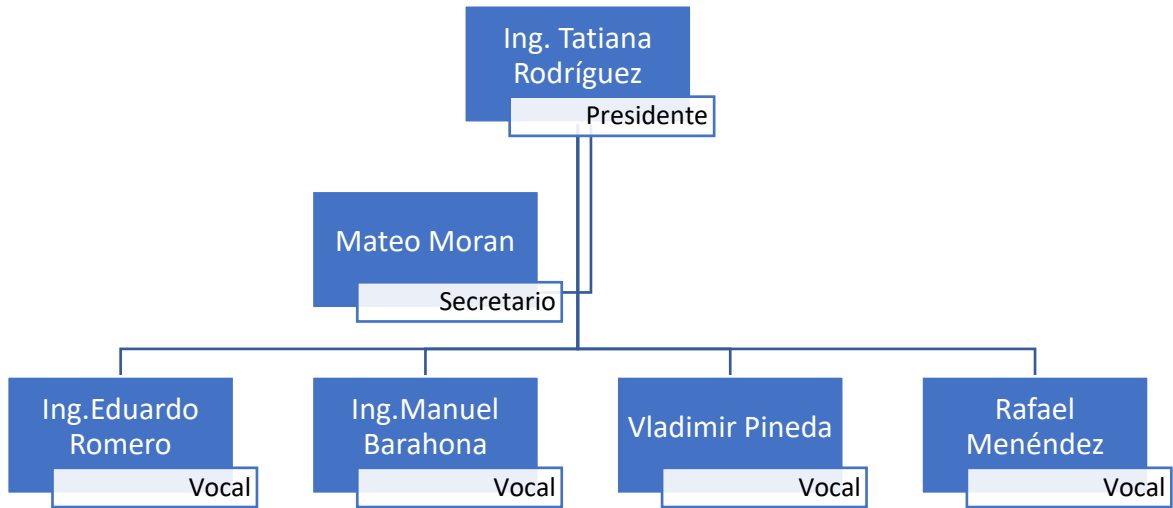 Ing. Tatiana
Rodríguez
Presidente
Mateo Moran
Secretario
Ing.Eduardo
Romero
Vocal
Ing.Manuel
Barahona
Vocal
Vladimir Pineda
Vocal
Rafael
Menéndez
Vocal